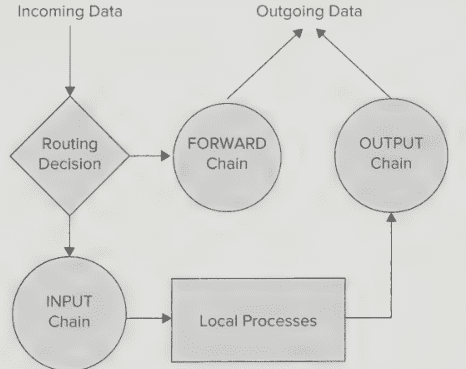 Incoming Data
Outgoing Data
Routing
Decision
FORWARD
Chain
OUTPUT
Chain
INPUT
Chain
Local Processes